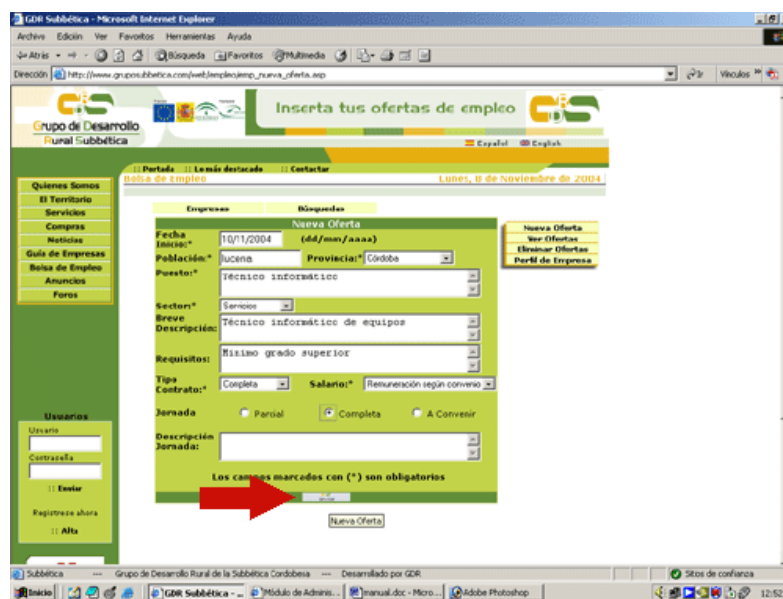 GDR Subbética - Microsoft Internet Explorer
Archivo Edición Ver Favoritos Herramientas Ayuda
Atrás Búsqueda Favoritos Multimedia
Dirección http://www.gruposubbetica.com/web/empleo/emp_nueva_oferta.asp Ir Vínculos
Grupo de Desarrollo
Rural Subbética
Inserta tus ofertas de empleo
Español English
:: Portada :: Lo más destacado :: Contactar
Bolsa de Empleo Lunes, 8 de Noviembre de 2004
Quienes Somos
El Territorio
Servicios
Compras
Noticias
Guía de Empresas
Bolsa de Empleo
Anuncios
Foros
Empresas Búsquedas
Nueva Oferta
Fecha Inicio:* 10/11/2004 (dd/mm/aaaa)
Población:* lucena Provincia:* Córdoba
Puesto:* Técnico informático
Sector:* Servicios
Breve Descripción: Técnico informático de equipos
Requisitos: Minimo grado superior
Tipo Contrato:* Completa Salario:* Remuneración según convenio
Jornada Parcial Completa A Convenir
Descripción Jornada:
Los campos marcados con (*) son obligatorios
Nueva Oferta
Nueva Oferta
Ver Ofertas
Eliminar Ofertas
Perfil de Empresa
Usuarios
Usuario
Contraseña
:: Enviar
Registrese ahora
:: Alta
Subbética --- Grupo de Desarrollo Rural de la Subbética Cordobesa --- Desarrollado por GDR Sitios de confianza
Inicio GDR Subbética - ... Módulo de Adminis... manual.doc - Micro... Adobe Photoshop